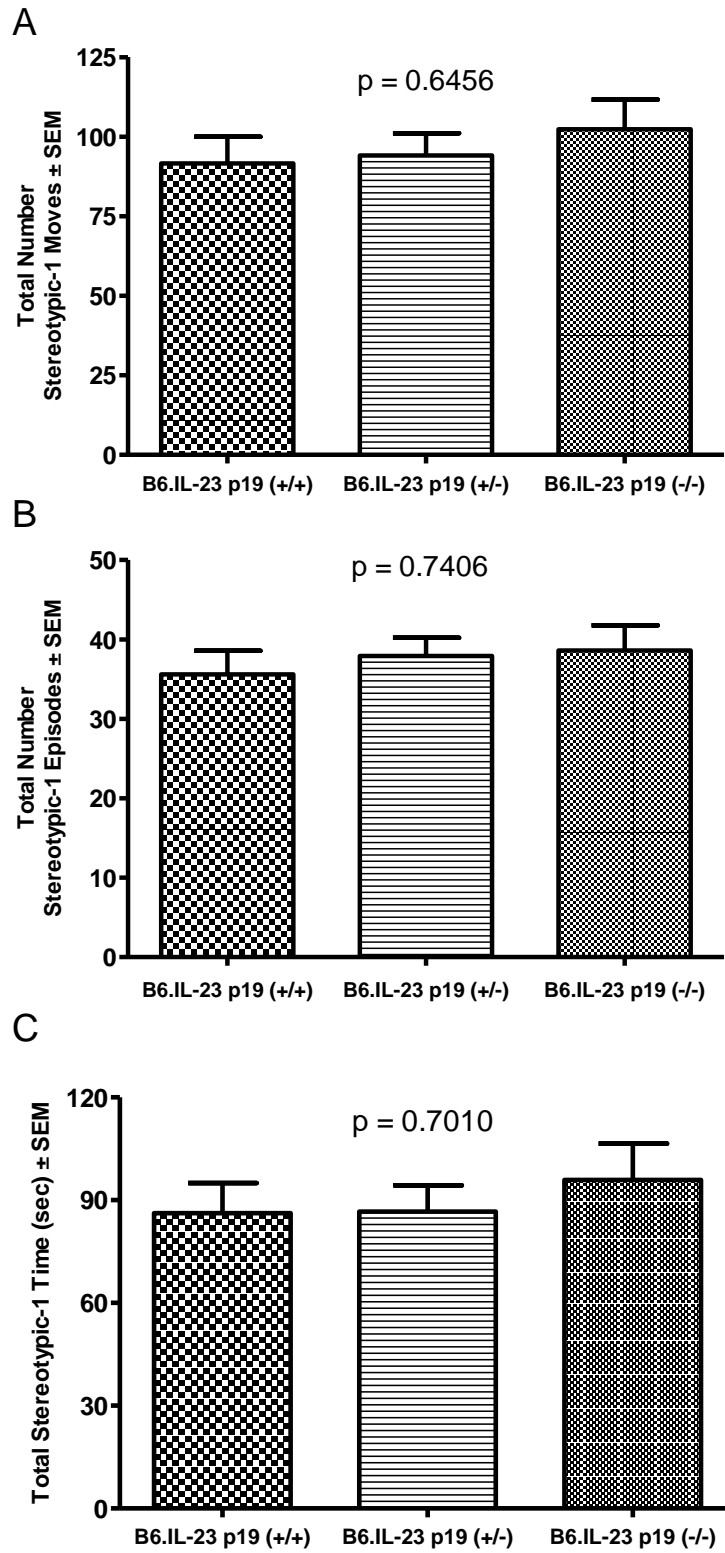 A
125
100
75
50
25
0
Total Number
Stereotypic-1 Moves ± SEM
p = 0.6456
B6.IL-23 p19 (+/+)
B6.IL-23 p19 (+/-)
B6.IL-23 p19 (-/-)
B
50
40
30
20
10
0
Total Number
Stereotypic-1 Episodes ± SEM
p = 0.7406
B6.IL-23 p19 (+/+)
B6.IL-23 p19 (+/-)
B6.IL-23 p19 (-/-)
C
120
90
60
30
0
Total Stereotypic-1 Time (sec) ± SEM
p = 0.7010
B6.IL-23 p19 (+/+)
B6.IL-23 p19 (+/-)
B6.IL-23 p19 (-/-)